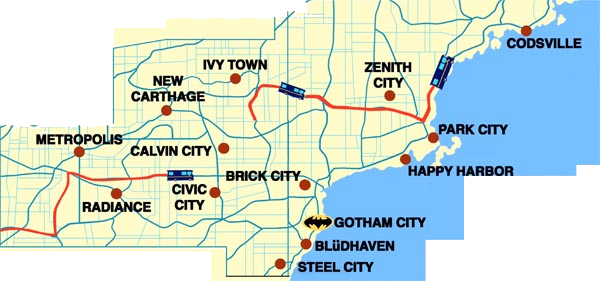 CODSVILLE
IVY TOWN
ZENITH
CITY
NEW
CARTHAGE
PARK CITY
METROPOLIS
CALVIN CITY
HAPPY HARBOR
BRICK CITY
CIVIC
CITY
RADIANCE
GOTHAM CITY
BLüDHAVEN
STEEL CITY